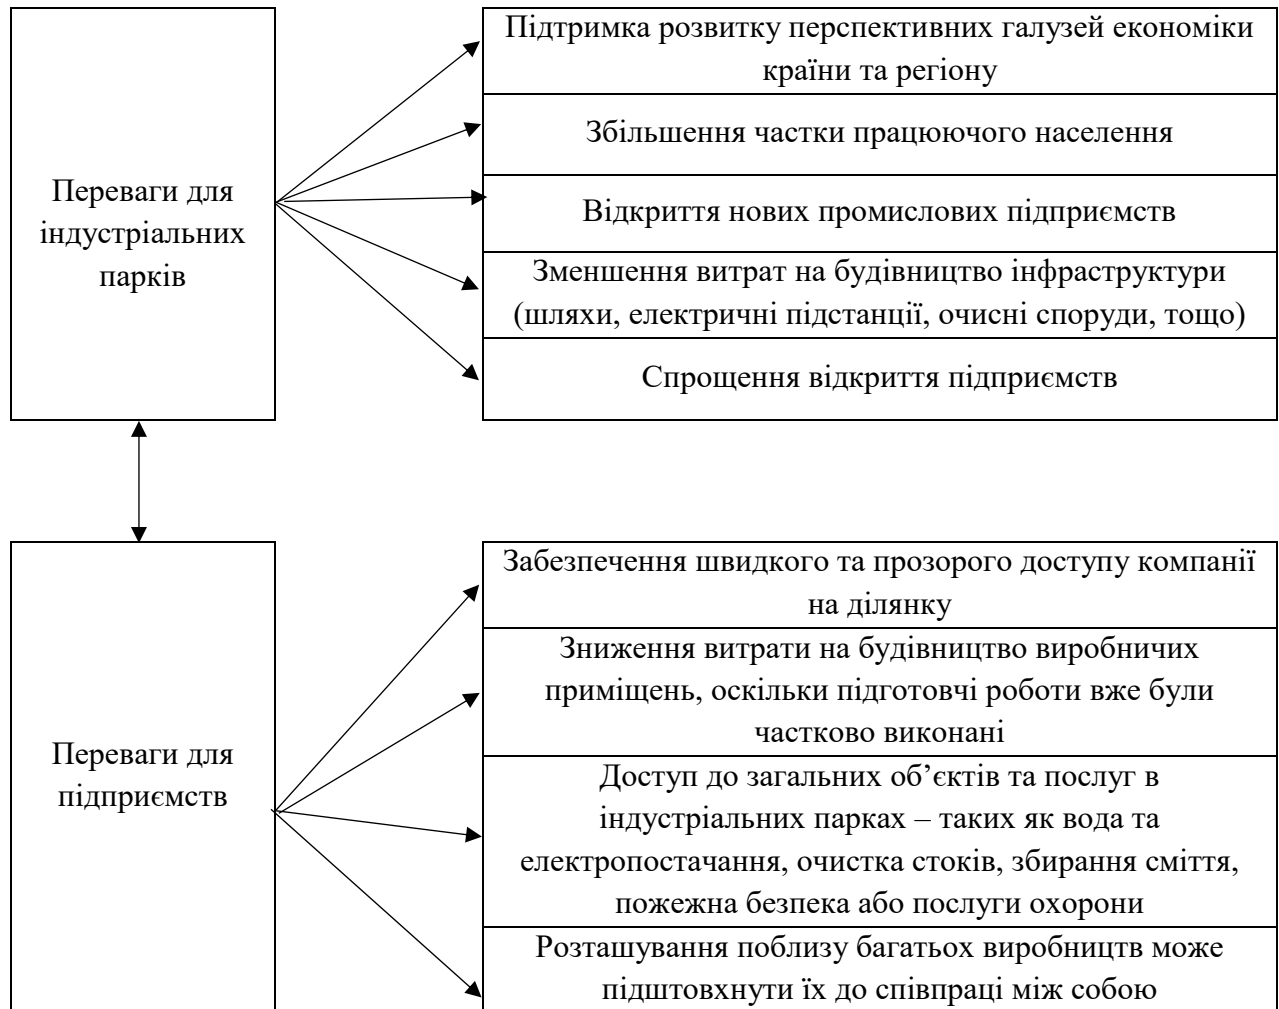 Переваги для
індустріальних
парків
Підтримка розвитку перспективних галузей економіки
країни та регіону
Збільшення частки працюючого населення
Відкриття нових промислових підприємств
Зменшення витрат на будівництво інфраструктури
(шляхи, електричні підстанції, очисні споруди, тощо)
Спрощення відкриття підприємств
Переваги для
підприємств
Забезпечення швидкого та прозорого доступу компанії
на ділянку
Зниження витрати на будівництво виробничих
приміщень, оскільки підготовчі роботи вже були
частково виконані
Доступ до загальних об’єктів та послуг в
індустріальних парках – таких як вода та
електропостачання, очистка стоків, збирання сміття,
пожежна безпека або послуги охорони
Розташування поблизу багатьох виробництв може
підштовхнути їх до співпраці між собою